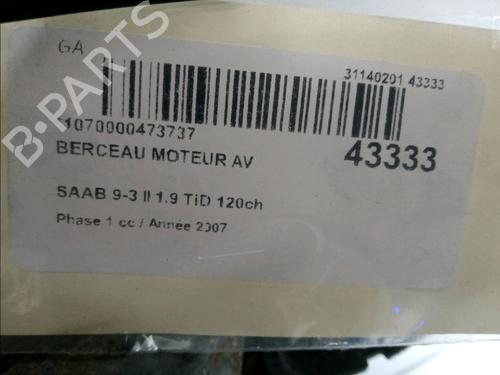 GA
31140201 43333
11070000473737
43333
BERCEAU MOTEUR AV
SAAB 9-3 II 1.9 TiD 120ch
Phase 1 cc / Année 2007
B-PARTS